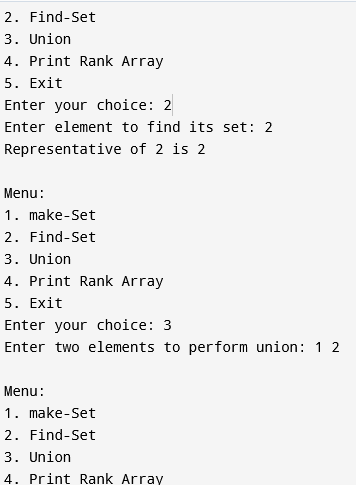 2. Find-Set
3. Union
4. Print Rank Array
5. Exit
Enter your choice: 2
Enter element to find its set: 2
Representative of 2 is 2
Menu:
1. make-Set
2. Find-Set
3. Union
4. Print Rank Array
5. Exit
Enter your choice: 3
Enter two elements to perform union: 1 2
Menu:
1. make-Set
2. Find-Set
3. Union
4. Print Rank Array